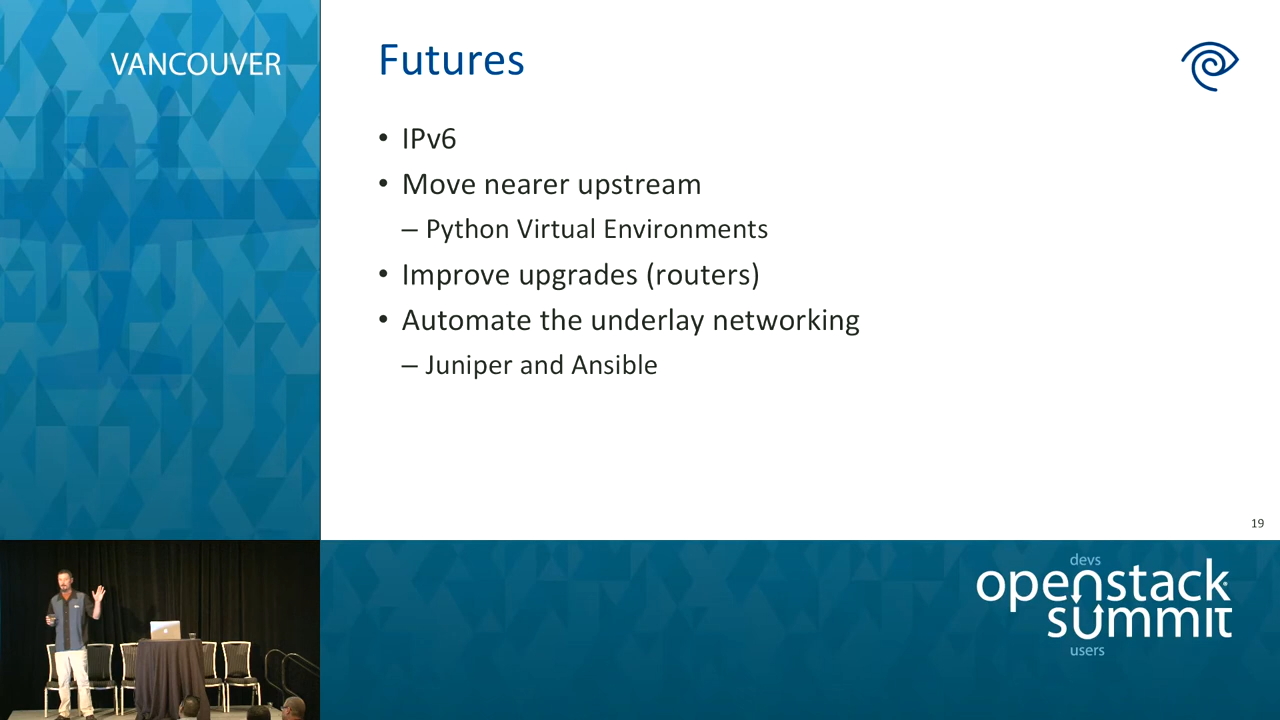 VANCOUVER
Futures
• IPv6
• Move nearer upstream
– Python Virtual Environments
• Improve upgrades (routers)
• Automate the underlay networking
– Juniper and Ansible
19
devs
openstack
summit
users